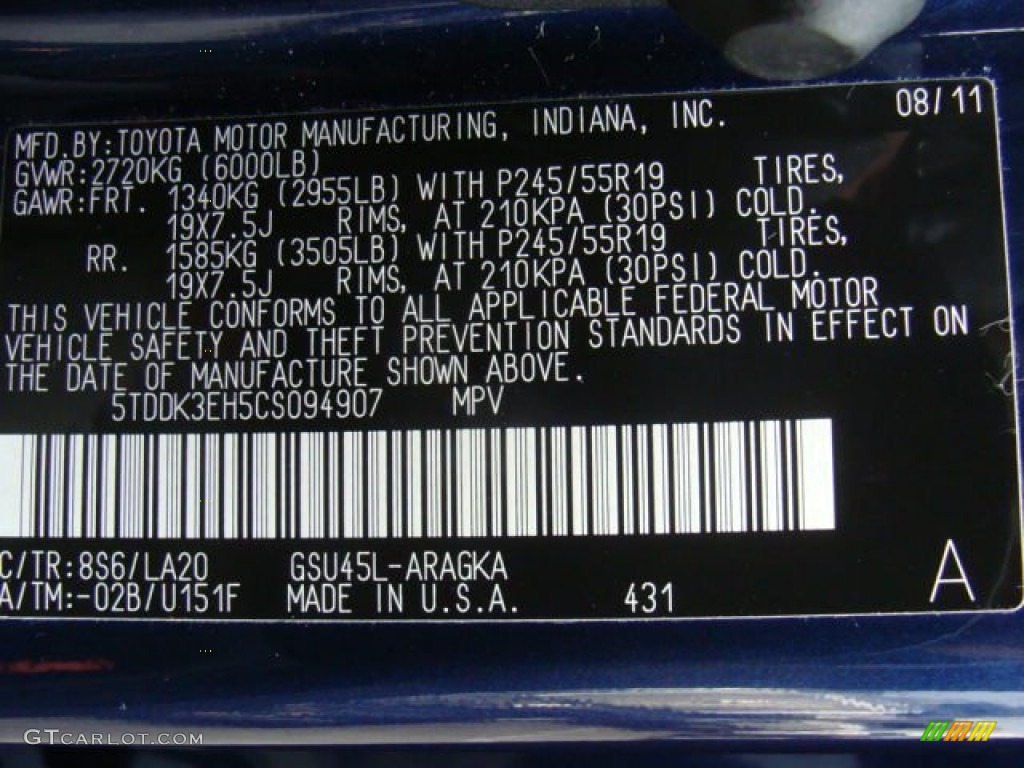 08/11
MFD.BY:TOYOTA MOTOR MANUFACTURING, INDIANA, INC.
GVWR:2720KG (6000LB)
GAWR:FRT. 1340KG (2955LB) WITH P245/55R19 TIRES,
19X7.5J RIMS, AT 210KPA (30PSI) COLD.
RR. 1585KG (3505LB) WITH P245/55R19 TIRES,
19X7.5J RIMS, AT 210KPA (30PSI) COLD.
THIS VEHICLE CONFORMS TO ALL APPLICABLE FEDERAL MOTOR
VEHICLE SAFETY AND THEFT PREVENTION STANDARDS IN EFFECT ON
THE DATE OF MANUFACTURE SHOWN ABOVE.
5TDDK3EH5CS094907 MPV
C/TR:8S6/LA20 GSU45L-ARAGKA
A/TM:-02B/U151F MADE IN U.S.A. 431 A
GTCARLOT.COM